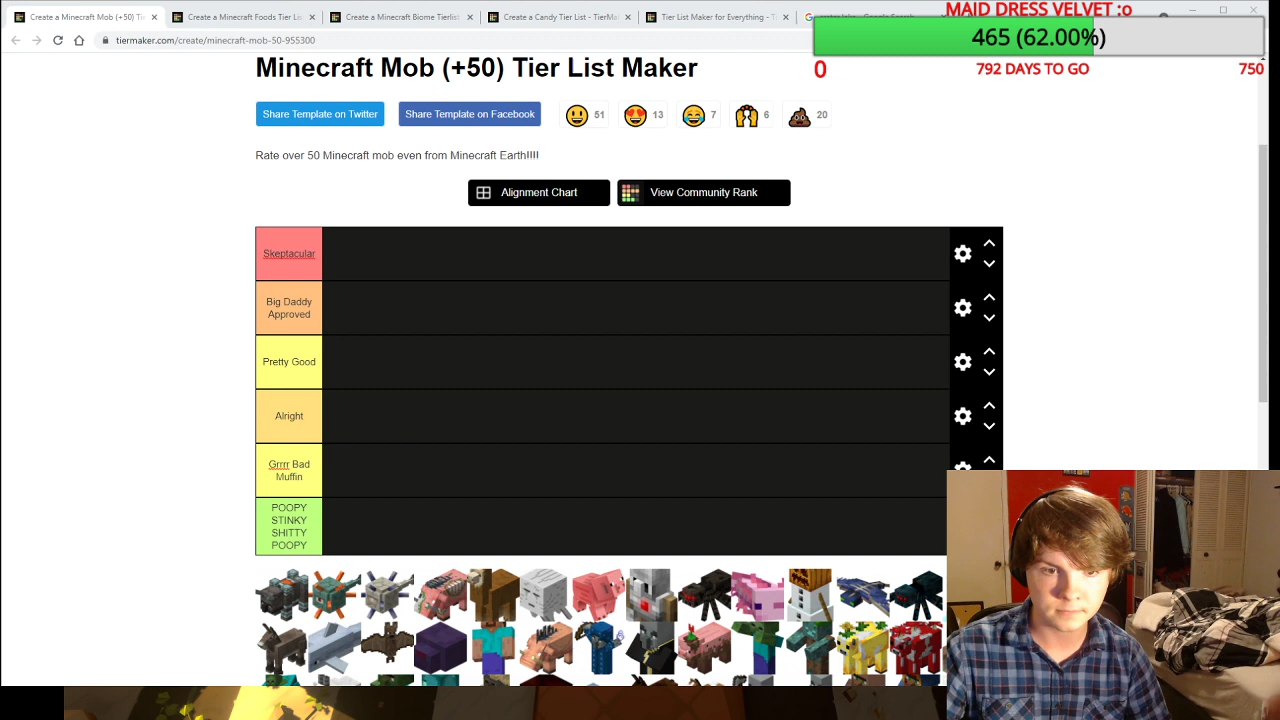 MAID DRESS VELVET :o
Create a Minecraft Mob (+50) Ti
Create a Minecraft Foods Tier Li
Create a Minecraft Biome Tierlist
Create a Candy Tier List - TierMa
Tier List Maker for Everything - T
465 (62.00%)
tiermaker.com/create/minecraft-mob-50-955300
0
792 DAYS TO GO
750
Minecraft Mob (+50) Tier List Maker
Share Template on Twitter
Share Template on Facebook
51
13
7
6
20
Rate over 50 Minecraft mob even from Minecraft Earth!!!!
Alignment Chart
View Community Rank
Skeptacular
Big Daddy
Approved
Pretty Good
Alright
Grrrr Bad
Muffin
POOPY
STINKY
SHITTY
POOPY